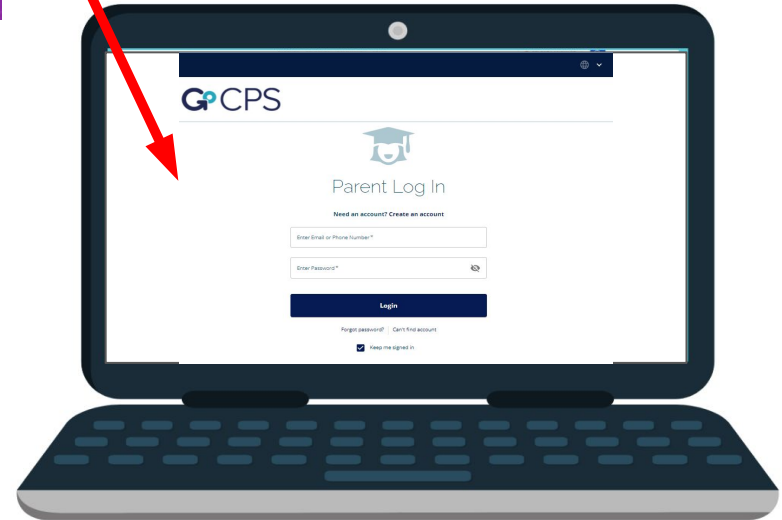 GoCPS
Parent Log In
Need an account? Create an account
Enter Email or Phone Number*
Enter Password*
Login
Forgot password? Can't find account
Keep me signed in